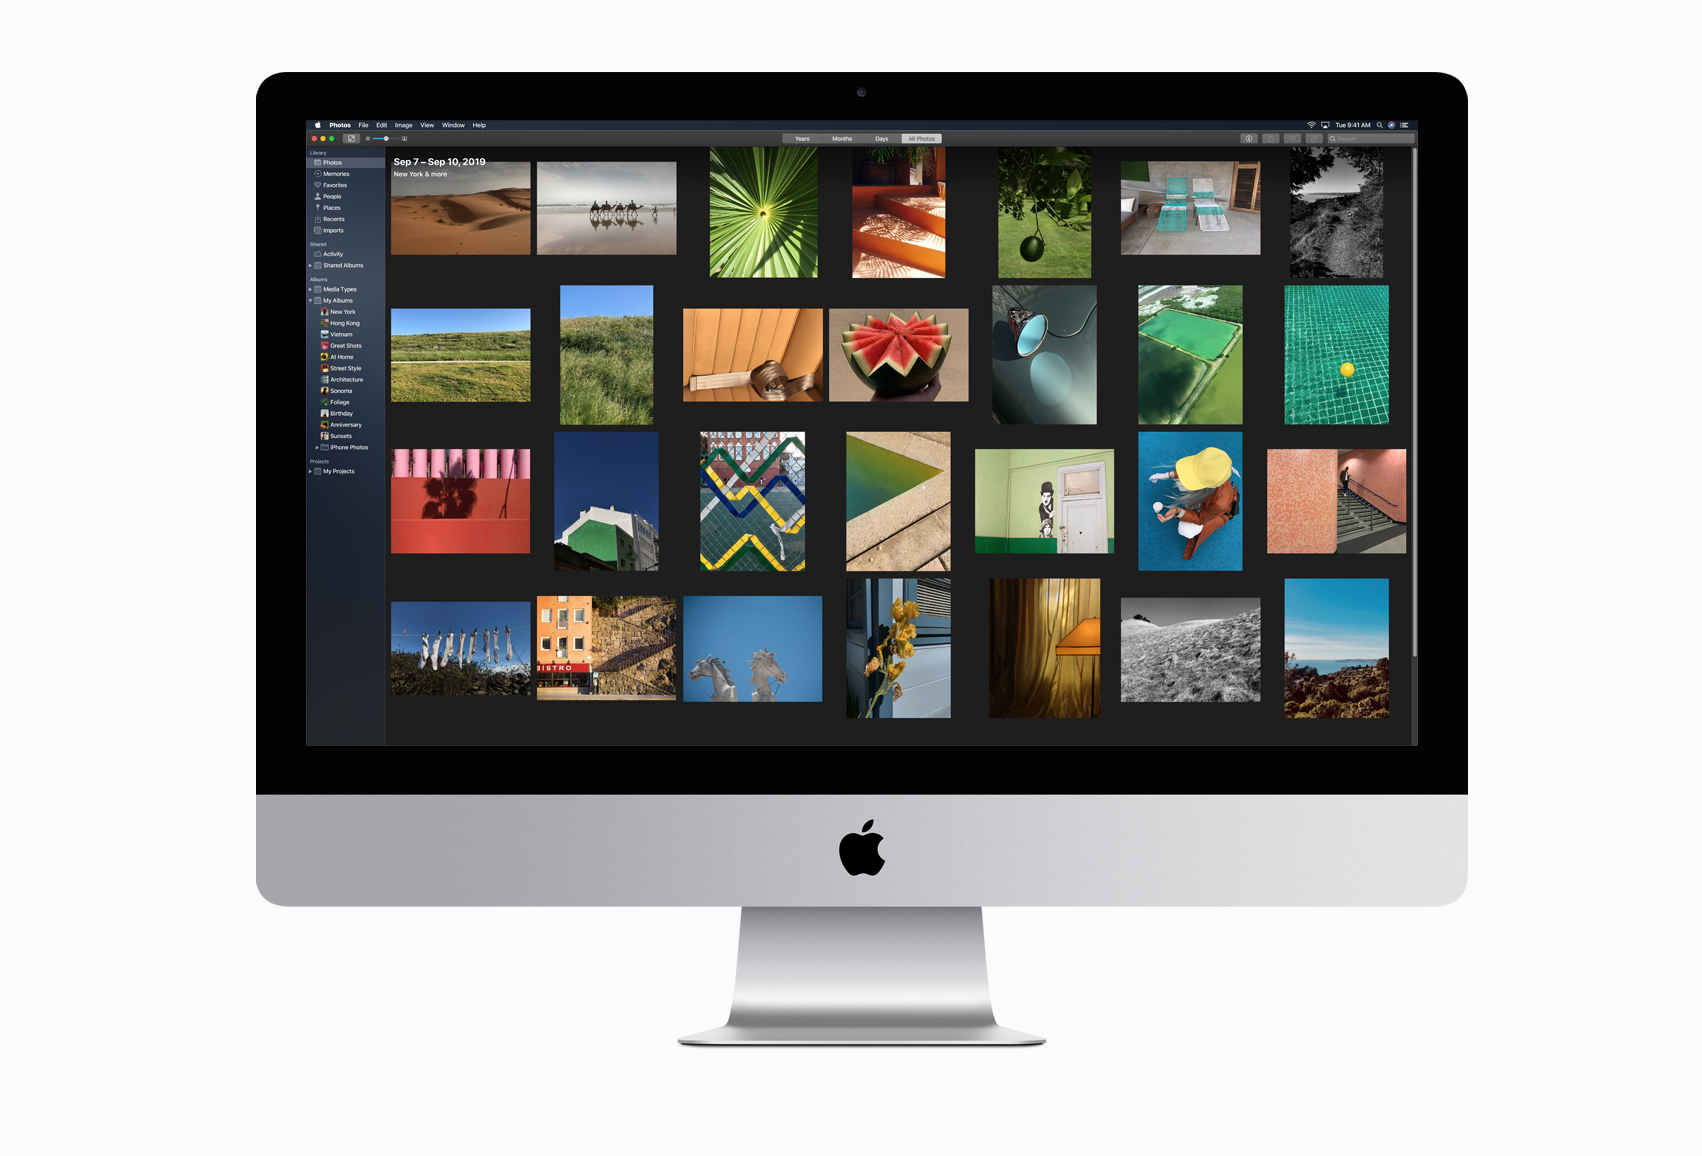 Photos File Edit Image View Window Help
Tue 9:41 AM
Years Months Days All Photos
Search
Library
Photos
Memories
Favorites
People
Places
Recents
Imports
Shared
Activity
Shared Albums
Albums
Media Types
My Albums
New York
Hong Kong
Vietnam
Great Shots
At Home
Street Style
Architecture
Sonoma
Foliage
Birthday
Anniversary
Sunsets
iPhone Photos
Projects
My Projects
Sep 7 – Sep 10, 2019
New York & more
BISTRO